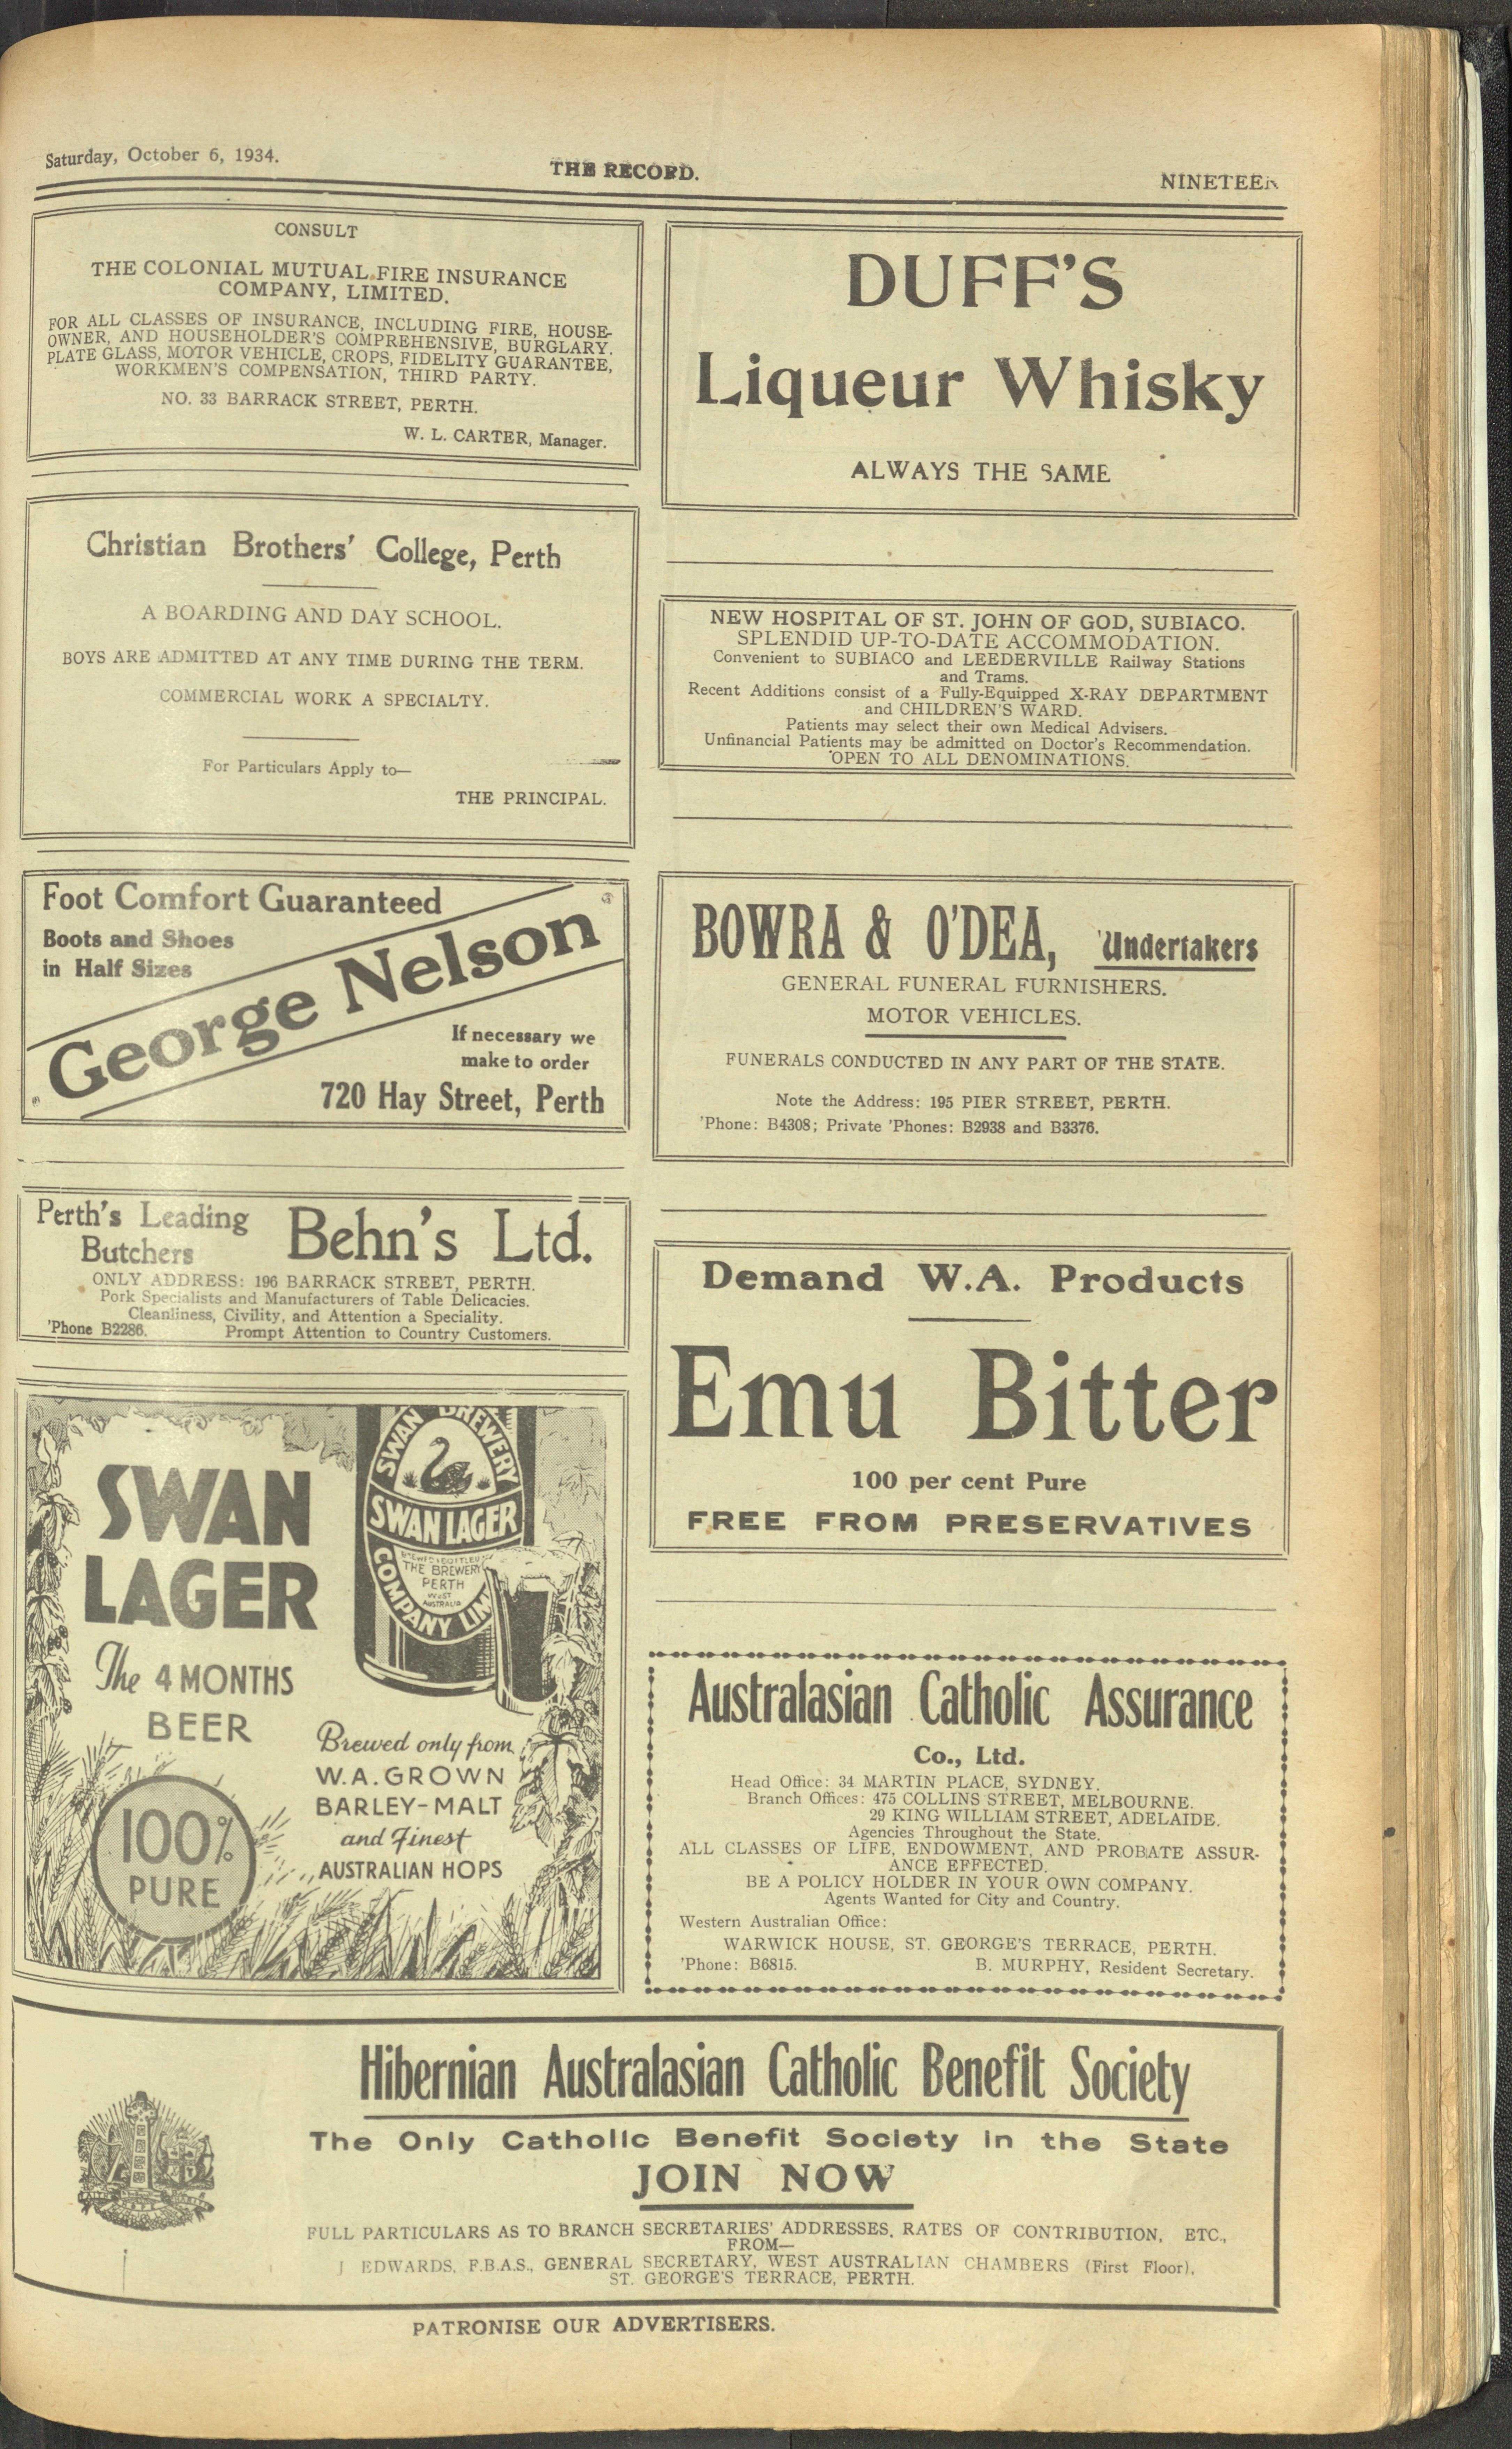 Saturday, October 6, 1934.
THE RECORD.
NINETEEN
CONSULT
THE COLONIAL MUTUAL FIRE INSURANCE
COMPANY, LIMITED.
FOR ALL CLASSES OF INSURANCE, INCLUDING FIRE, HOUSE-
OWNER, AND HOUSEHOLDER'S COMPREHENSIVE, BURGLARY.
PLATE GLASS, MOTOR VEHICLE, CROPS, FIDELITY GUARANTEE,
WORKMEN'S COMPENSATION, THIRD PARTY.
NO. 33 BARRACK STREET, PERTH.
W. L. CARTER, Manager.
Christian Brothers' College, Perth
A BOARDING AND DAY SCHOOL.
BOYS ARE ADMITTED AT ANY TIME DURING THE TERM.
COMMERCIAL WORK A SPECIALTY.
For Particulars Apply to—
THE PRINCIPAL.
Foot Comfort Guaranteed
Boots and Shoes
in Half Sizes
George Nelson
If necessary we
make to order
720 Hay Street, Perth
Perth's Leading
Butchers
Behn's Ltd.
ONLY ADDRESS: 196 BARRACK STREET, PERTH.
Pork Specialists and Manufacturers of Table Delicacies.
Cleanliness, Civility, and Attention a Speciality.
'Phone B2286. Prompt Attention to Country Customers.
SWAN
LAGER
The 4 MONTHS
BEER
100%
PURE
SWAN BREWERY
SWAN LAGER
THE BREWERY
PERTH
WEST
AUSTRALIA
COMPANY LIM
Brewed only from
W.A. GROWN
BARLEY-MALT
and Finest
AUSTRALIAN HOPS
DUFF'S
Liqueur Whisky
ALWAYS THE SAME
NEW HOSPITAL OF ST. JOHN OF GOD, SUBIACO.
SPLENDID UP-TO-DATE ACCOMMODATION.
Convenient to SUBIACO and LEEDERVILLE Railway Stations
and Trams.
Recent Additions consist of a Fully-Equipped X-RAY DEPARTMENT
and CHILDREN'S WARD.
Patients may select their own Medical Advisers.
Unfinancial Patients may be admitted on Doctor's Recommendation.
OPEN TO ALL DENOMINATIONS.
BOWRA & O'DEA, Undertakers
GENERAL FUNERAL FURNISHERS.
MOTOR VEHICLES.
FUNERALS CONDUCTED IN ANY PART OF THE STATE.
Note the Address: 195 PIER STREET, PERTH.
'Phone: B4308; Private 'Phones: B2938 and B3376.
Demand W.A. Products
Emu Bitter
100 per cent Pure
FREE FROM PRESERVATIVES
Australasian Catholic Assurance
Co., Ltd.
Head Office: 34 MARTIN PLACE, SYDNEY.
Branch Offices: 475 COLLINS STREET, MELBOURNE.
29 KING WILLIAM STREET, ADELAIDE.
Agencies Throughout the State.
ALL CLASSES OF LIFE, ENDOWMENT, AND PROBATE ASSUR-
ANCE EFFECTED.
BE A POLICY HOLDER IN YOUR OWN COMPANY.
Agents Wanted for City and Country.
Western Australian Office:
WARWICK HOUSE, ST. GEORGE'S TERRACE, PERTH.
'Phone: B6815. B. MURPHY, Resident Secretary.
Hibernian Australasian Catholic Benefit Society
The Only Catholic Benefit Society in the State
JOIN NOW
FULL PARTICULARS AS TO BRANCH SECRETARIES' ADDRESSES, RATES OF CONTRIBUTION, ETC.,
FROM—
J EDWARDS, F.B.A.S., GENERAL SECRETARY, WEST AUSTRALIAN CHAMBERS (First Floor),
ST. GEORGE'S TERRACE, PERTH.
PATRONISE OUR ADVERTISERS.